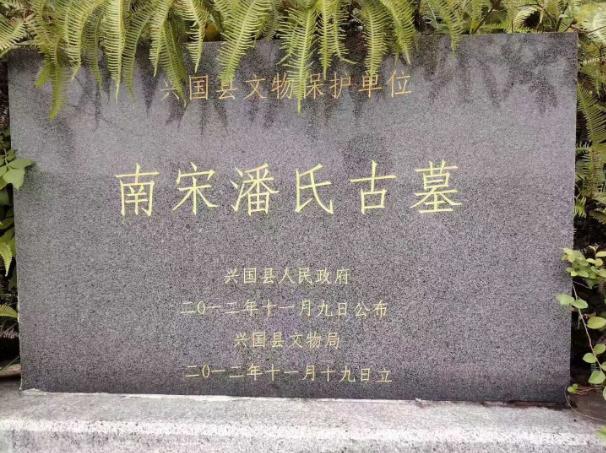 兴国县文物保护单位
南宋潘氏古墓
兴国县人民政府
二〇一二年十一月九日公布
兴国县文物局
二〇一二年十一月十九日立